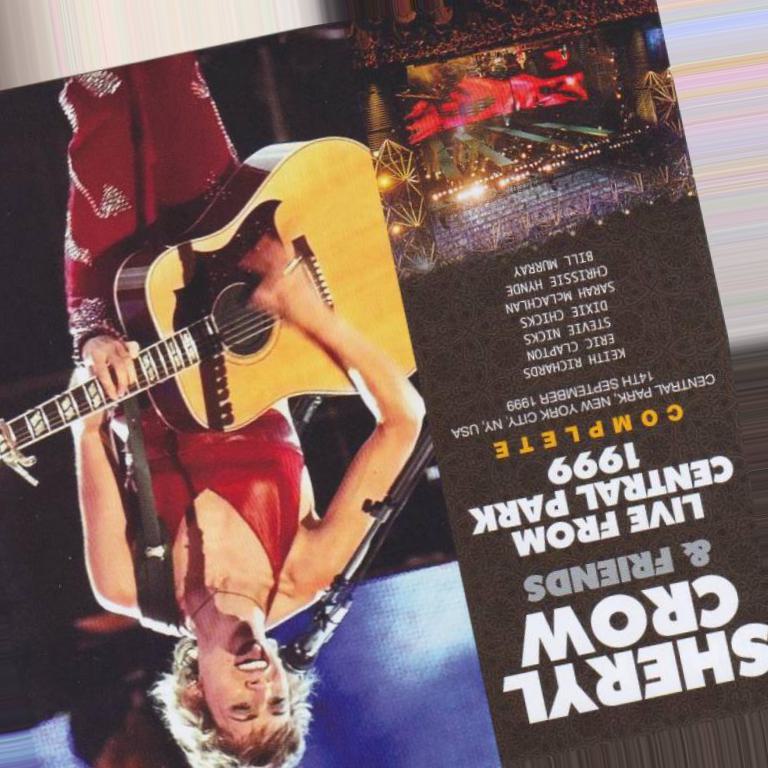 SHERYL
CROW
& FRIENDS
LIVE FROM
CENTRAL PARK
1999
COMPLETE
CENTRAL PARK, NEW YORK CITY, NY, USA
14TH SEPTEMBER 1999
KEITH RICHARDS
ERIC CLAPTON
STEVIE NICKS
DIXIE CHICKS
SARAH McLACHLAN
CHRISSIE HYNDE
BILL MURRAY